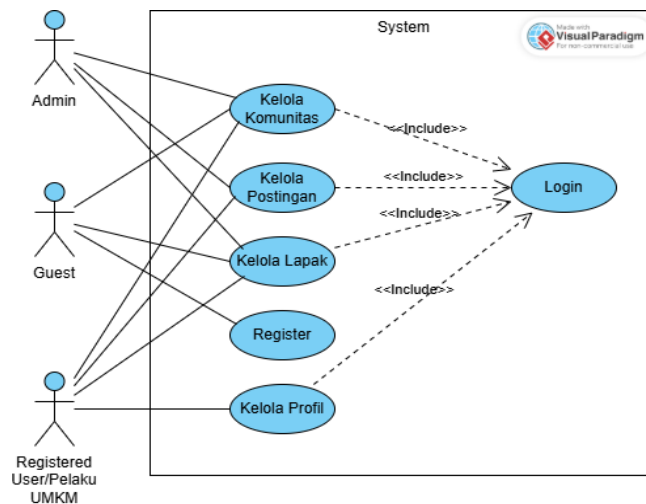 System
Made with
Visual Paradigm
For non-commercial use
Admin
Kelola
Komunitas
<<Include>>
Kelola
Postingan
<<Include>>
Login
Guest
Kelola Lapak
<<Include>>
<<Include>>
Register
Kelola Profil
Registered
User/Pelaku
UMKM